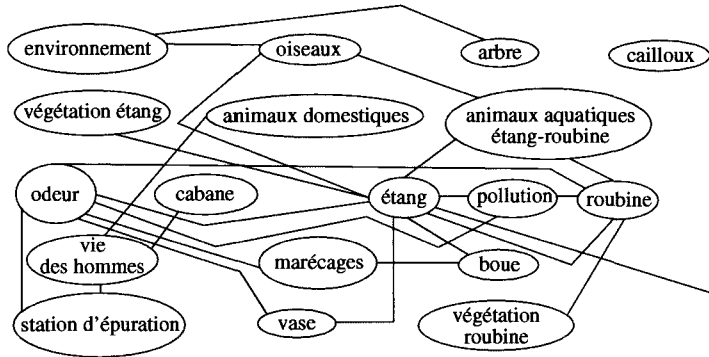 environnement
oiseaux
arbre
cailloux
végétation étang
animaux domestiques
animaux aquatiques
étang-roubine
odeur
cabane
étang
pollution
roubine
vie
des hommes
marécages
boue
station d'épuration
vase
végétation
roubine